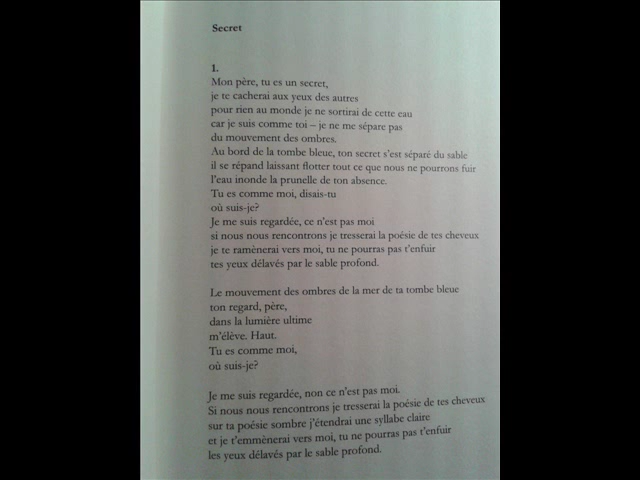 Secret
1.
Mon père, tu es un secret,
je te cacherai aux yeux des autres
pour rien au monde je ne sortirai de cette eau
car je suis comme toi – je ne me sépare pas
du mouvement des ombres.
Au bord de la tombe bleue, ton secret s'est séparé du sable
il se répand laissant flotter tout ce que nous ne pourrons fuir
l'eau inonde la prunelle de ton absence.
Tu es comme moi, disais-tu
où suis-je?
Je me suis regardée, ce n'est pas moi
si nous nous rencontrons je tresserai la poésie de tes cheveux
je te ramènerai vers moi, tu ne pourras pas t'enfuir
tes yeux délavés par le sable profond.
Le mouvement des ombres de la mer de ta tombe bleue
ton regard, père,
dans la lumière ultime
m'élève. Haut.
Tu es comme moi,
où suis-je?
Je me suis regardée, non ce n'est pas moi.
Si nous nous rencontrons je tresserai la poésie de tes cheveux
sur ta poésie sombre j'étendrai une syllabe claire
et je t'emmènerai vers moi, tu ne pourras pas t'enfuir
les yeux délavés par le sable profond.